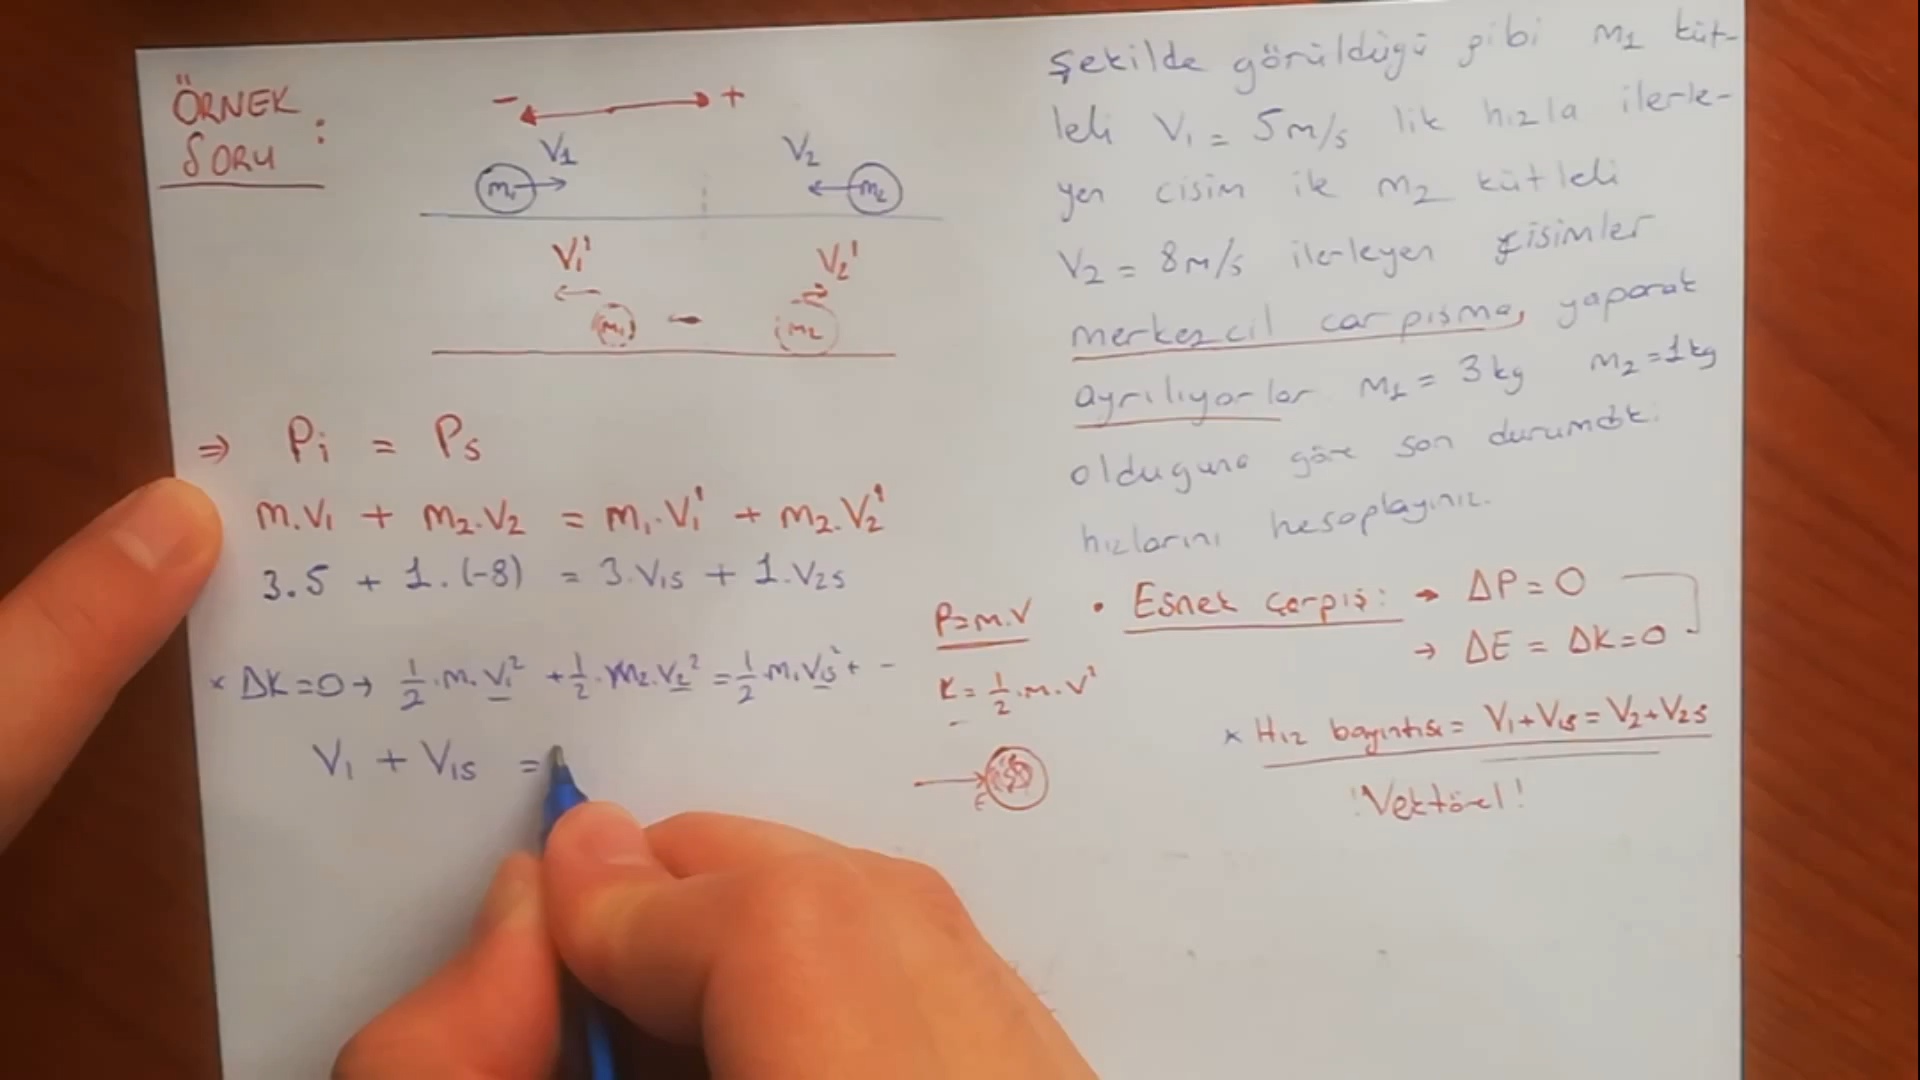 ÖRNEK
SORU :
- +
V1 V2
m1 m2
V1' V2'
m1 - m2
⇒ Pi = Ps
m.V1 + m2.V2 = m1.V1' + m2.V2'
3.5 + 1.(-8) = 3.V1s + 1.V2s
* ΔK=0→ 1/2.m.V1² + 1/2.m2.V2² = 1/2.m1.V1s² + -
V1 + V1s =
Şekilde görüldüğü gibi m1 küt-
leli V1 = 5m/s lik hızla ilerle-
yen cisim ile m2 kütleli
V2 = 8m/s ilerleyen cisimler
merkezcil çarpışma, yaparak
ayrılıyorlar m1 = 3kg m2=1kg
olduguna göre son durumdaki
hızlarını hesaplayınız.
P=m.V
K= 1/2.m.V²
• Esnek Çarpış: → ΔP=0
→ ΔE = ΔK=0
* Hız bagıntısı= V1+V1s = V2+V2s
!Vektörel!